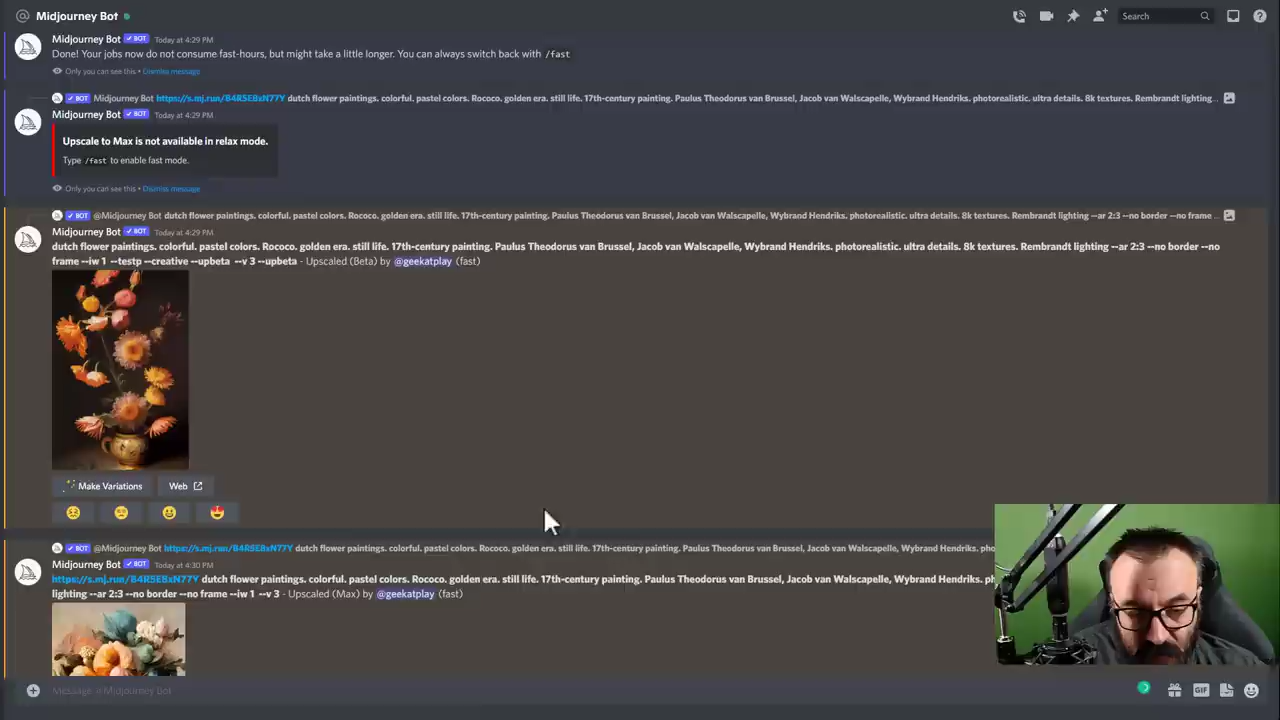 @ Midjourney Bot
Search
Midjourney Bot ✔ BOT Today at 4:29 PM
Done! Your jobs now do not consume fast-hours, but might take a little longer. You can always switch back with /fast
Only you can see this • Dismiss message
BOT Midjourney Bot https://s.mj.run/B4RSE8xN77Y dutch flower paintings. colorful. pastel colors. Rococo. golden era. still life. 17th-century painting. Paulus Theodorus van Brussel, Jacob van Walscapelle, Wybrand Hendriks. photorealistic. ultra details. 8k textures. Rembrandt lighting...
Midjourney Bot ✔ BOT Today at 4:29 PM
Upscale to Max is not available in relax mode.
Type /fast to enable fast mode.
Only you can see this • Dismiss message
BOT @Midjourney Bot dutch flower paintings. colorful. pastel colors. Rococo. golden era. still life. 17th-century painting. Paulus Theodorus van Brussel, Jacob van Walscapelle, Wybrand Hendriks. photorealistic. ultra details. 8k textures. Rembrandt lighting --ar 2:3 --no border --no frame ...
Midjourney Bot ✔ BOT Today at 4:29 PM
dutch flower paintings. colorful. pastel colors. Rococo. golden era. still life. 17th-century painting. Paulus Theodorus van Brussel, Jacob van Walscapelle, Wybrand Hendriks. photorealistic. ultra details. 8k textures. Rembrandt lighting --ar 2:3 --no border --no
frame --iw 1 --testp --creative --upbeta --v 3 --upbeta - Upscaled (Beta) by @geekatplay (fast)
Make Variations Web
BOT @Midjourney Bot https://s.mj.run/B4RSE8xN77Y dutch flower paintings. colorful. pastel colors. Rococo. golden era. still life. 17th-century painting. Paulus Theodorus van Brussel, Jacob van Walscapelle, Wybrand Hendriks. pho
Midjourney Bot ✔ BOT Today at 4:30 PM
https://s.mj.run/B4RSE8xN77Y dutch flower paintings. colorful. pastel colors. Rococo. golden era. still life. 17th-century painting. Paulus Theodorus van Brussel, Jacob van Walscapelle, Wybrand Hendriks. ph
lighting --ar 2:3 --no border --no frame --iw 1 --v 3 - Upscaled (Max) by @geekatplay (fast)
Message @Midjourney Bot
GIF